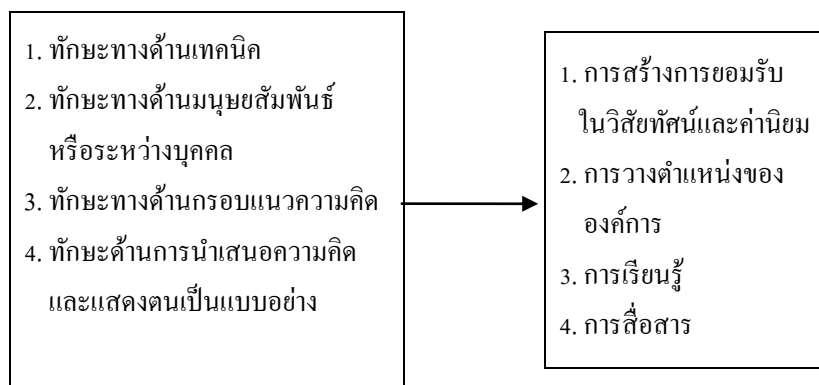 1. ทักษะทางด้านเทคนิค
2. ทักษะทางด้านมนุษยสัมพันธ์
หรือระหว่างบุคคล
3. ทักษะทางด้านกรอบแนวความคิด
4. ทักษะด้านการนำเสนอความคิด
และแสดงตนเป็นแบบอย่าง
1. การสร้างการยอมรับ
ในวิสัยทัศน์และค่านิยม
2. การวางตำแหน่งของ
องค์การ
3. การเรียนรู้
4. การสื่อสาร